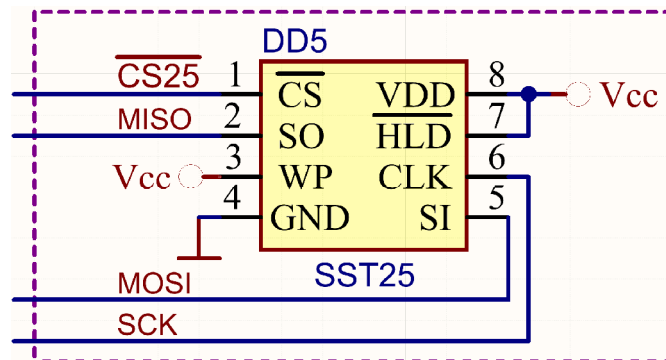 DD5
CS25 1 CS VDD 8 Vcc
MISO 2 SO HLD 7
Vcc 3 WP CLK 6
4 GND SI 5
SST25
MOSI
SCK